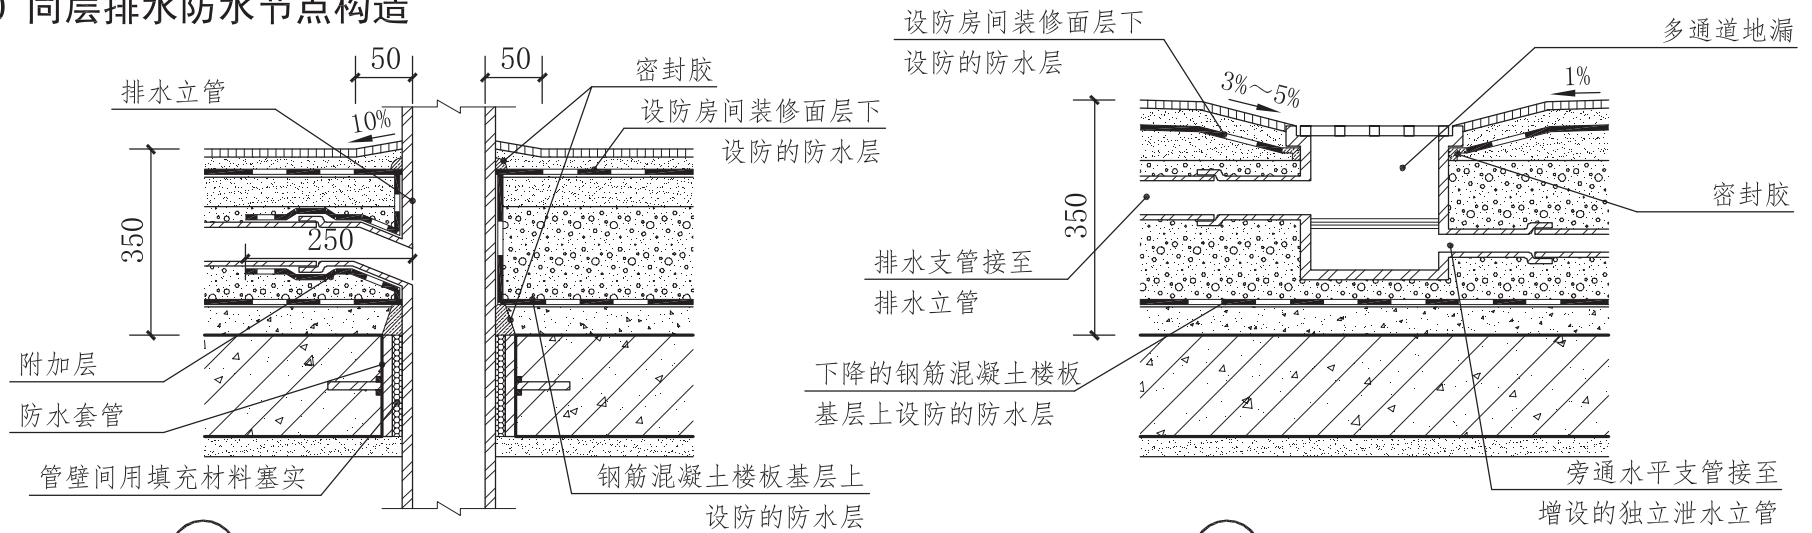 同层排水防水节点构造
50
50
排水立管
10%
密封胶
设防房间装修面层下
设防的防水层
350
250
附加层
防水套管
管壁间用填充材料塞实
钢筋混凝土楼板基层上
设防的防水层
设防房间装修面层下
设防的防水层
3%～5%
多通道地漏
1%
350
密封胶
排水支管接至
排水立管
下降的钢筋混凝土楼板
基层上设防的防水层
旁通水平支管接至
增设的独立泄水立管